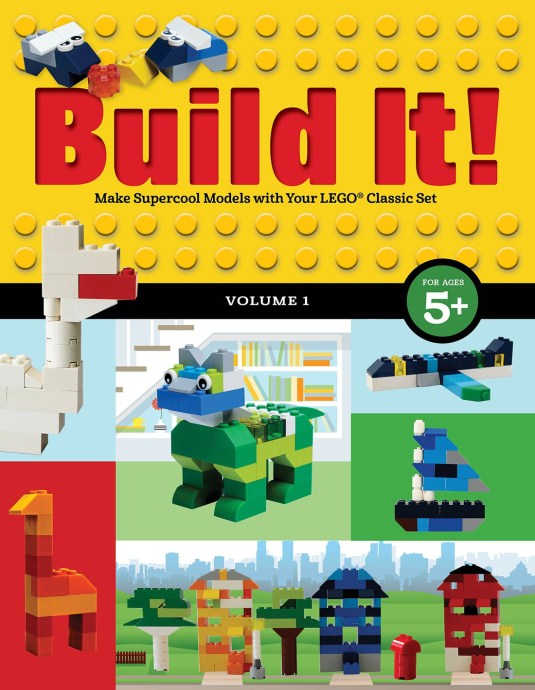 Build It!
Make Supercool Models with Your LEGO® Classic Set
VOLUME 1
FOR AGES
5+